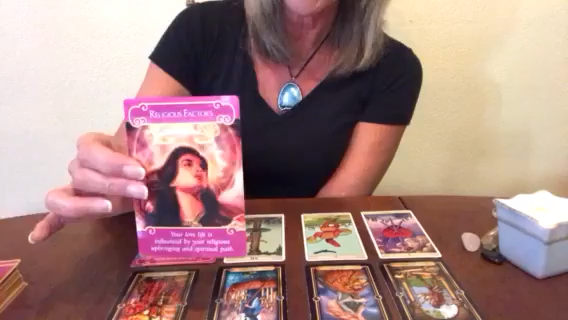 Religious Factors
Your love life is
influenced by your religious
upbringing and spiritual path.